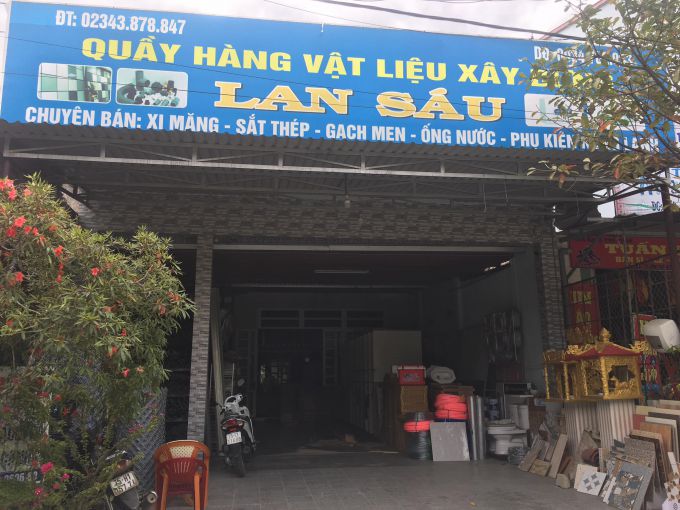 ĐT: 02343.878.847
QUẦY HÀNG VẬT LIỆU XÂY
LAN SÁU
CHUYÊN BÁN: XI MĂNG - SẮT THÉP - GẠCH MEN - ỐNG NƯỚC - PHỤ KIỆN
TUẤN